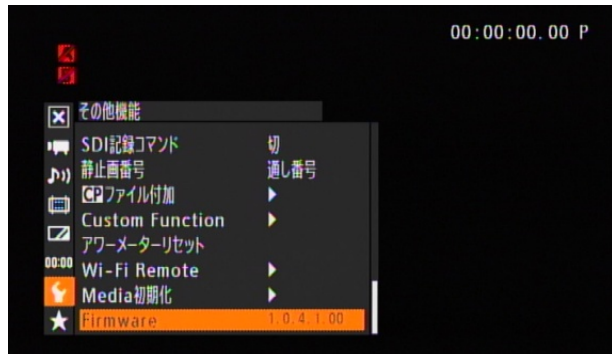 00:00:00.00 P
その他機能
SDI記録コマンド 切
静止画番号 通し番号
CPファイル付加
Custom Function
アワーメーターリセット
00:00
Wi-Fi Remote
Media初期化
Firmware 1.0.4.1.00